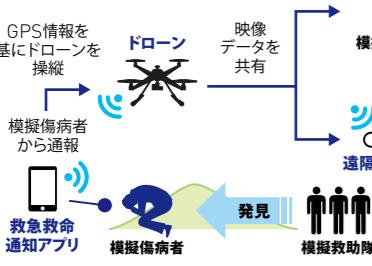 GPS情報を
基にドローンを
操縦
ドローン
映像
データを
共有
模擬傷病者
から通報
救急救命
通知アプリ
模擬傷病者
発見
模擬救助隊
遠隔